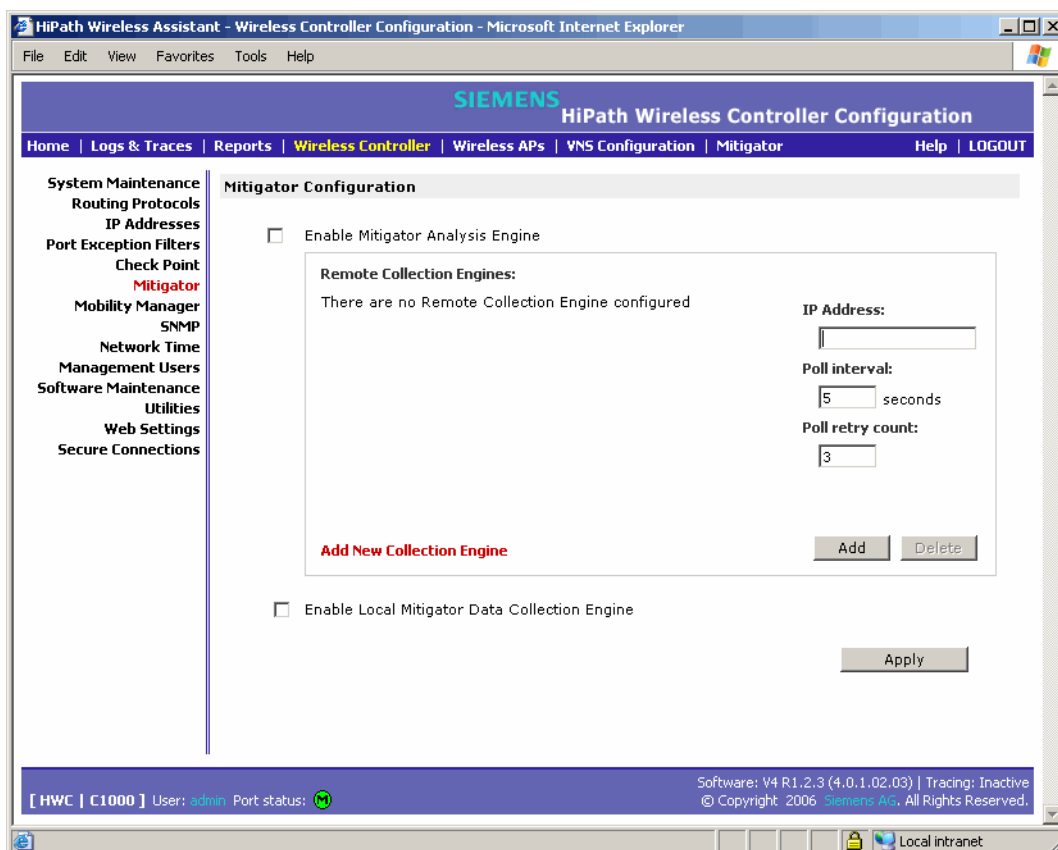 HiPath Wireless Assistant - Wireless Controller Configuration - Microsoft Internet Explorer
File Edit View Favorites Tools Help
SIEMENS
HiPath Wireless Controller Configuration
Home | Logs & Traces | Reports | Wireless Controller | Wireless APs | VNS Configuration | Mitigator Help | LOGOUT
System Maintenance
Routing Protocols
IP Addresses
Port Exception Filters
Check Point
Mitigator
Mobility Manager
SNMP
Network Time
Management Users
Software Maintenance
Utilities
Web Settings
Secure Connections
Mitigator Configuration
Enable Mitigator Analysis Engine
Remote Collection Engines:
There are no Remote Collection Engine configured
IP Address:
Poll interval:
5 seconds
Poll retry count:
3
Add New Collection Engine
Add Delete
Enable Local Mitigator Data Collection Engine
Apply
[ HWC | C1000 ] User: admin Port status: M
Software: V4 R1.2.3 (4.0.1.02.03) | Tracing: Inactive
© Copyright 2006 Siemens AG. All Rights Reserved.
Local intranet